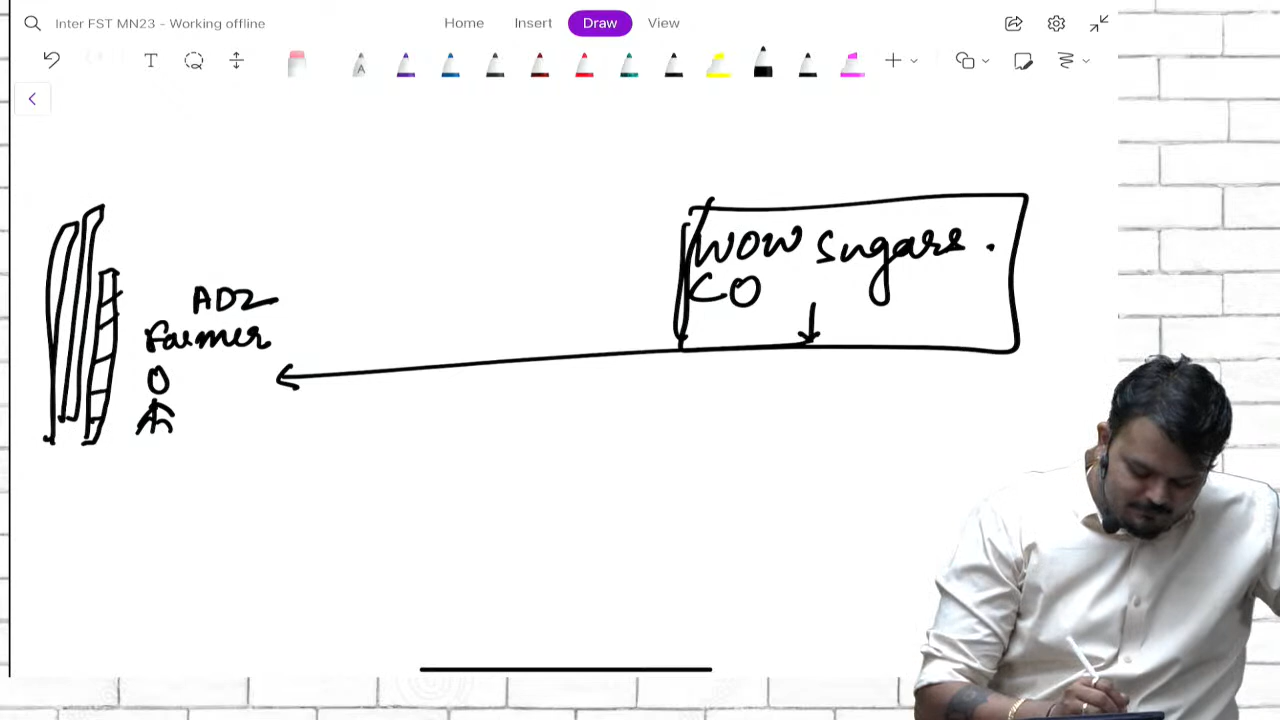 Inter FST MN23 - Working offline
Home Insert Draw View
WOW Sugars.
CO
ADZ
Farmer